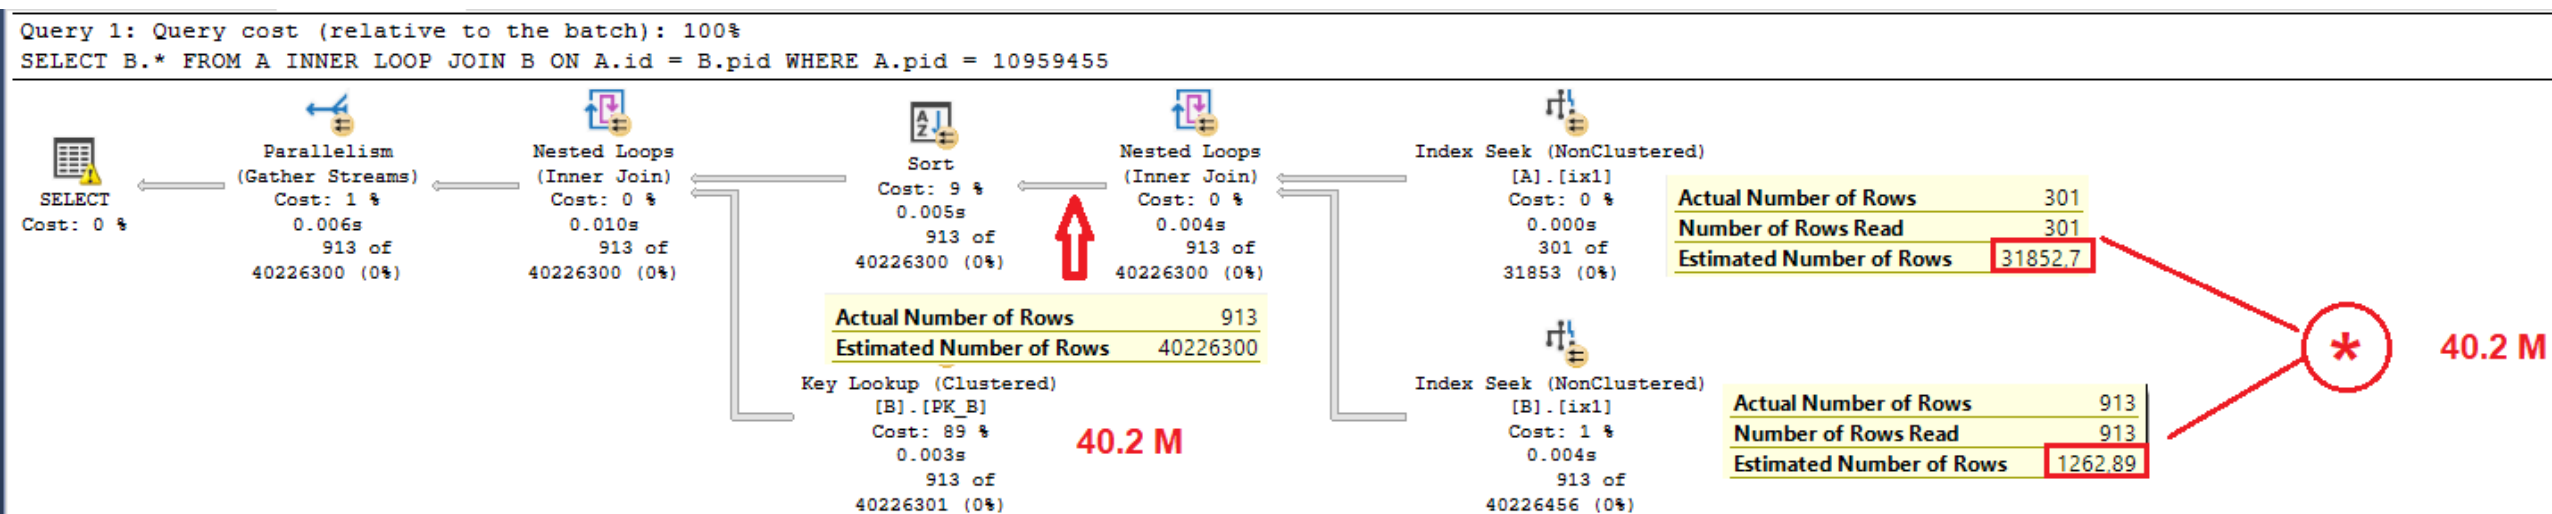 Query 1: Query cost (relative to the batch): 100%
SELECT B.* FROM A INNER LOOP JOIN B ON A.id = B.pid WHERE A.pid = 10959455
SELECT
Cost: 0 %
Parallelism
(Gather Streams)
Cost: 1 %
0.006s
913 of
40226300 (0%)
Nested Loops
(Inner Join)
Cost: 0 %
0.010s
913 of
40226300 (0%)
Sort
Cost: 9 %
0.005s
913 of
40226300 (0%)
Nested Loops
(Inner Join)
Cost: 0 %
0.004s
913 of
40226300 (0%)
Index Seek (NonClustered)
[A].[ix1]
Cost: 0 %
0.000s
301 of
31853 (0%)
Actual Number of Rows 301
Number of Rows Read 301
Estimated Number of Rows 31852,7
Actual Number of Rows 913
Estimated Number of Rows 40226300
* 40.2 M
Key Lookup (Clustered)
[B].[PK_B]
Cost: 89 %
0.003s
913 of
40226301 (0%)
40.2 M
Index Seek (NonClustered)
[B].[ix1]
Cost: 1 %
0.004s
913 of
40226456 (0%)
Actual Number of Rows 913
Number of Rows Read 913
Estimated Number of Rows 1262,89